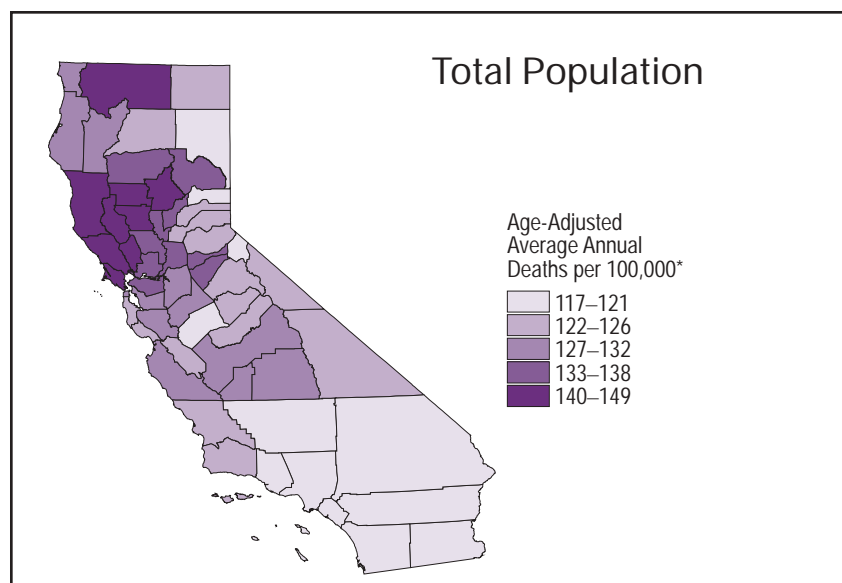 Total Population
Age-Adjusted
Average Annual
Deaths per 100,000*
117–121
122–126
127–132
133–138
140–149